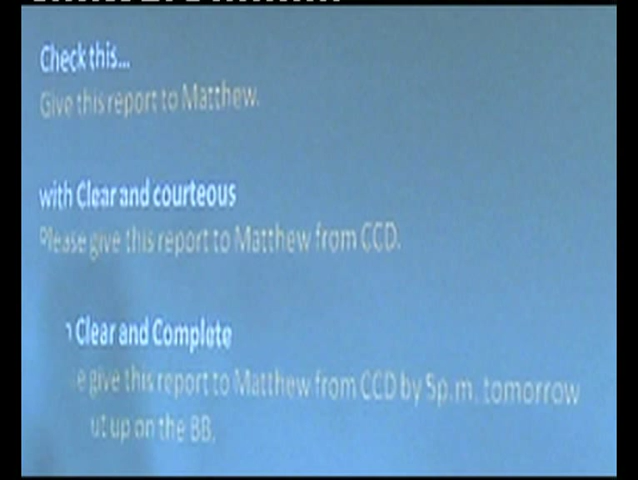 Check this...
Give this report to Matthew.
with Clear and courteous
Please give this report to Matthew from CCD.
Clear and Complete
e give this report to Matthew from CCD by 5p.m. tomorrow
ut up on the BB.